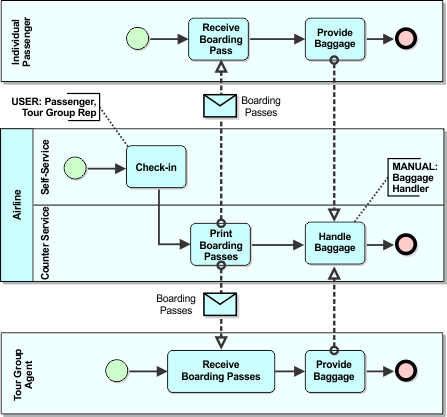 Individual
Passenger
Receive
Boarding
Pass
Provide
Baggage
Boarding
Passes
USER: Passenger,
Tour Group Rep
Airline
Self-Service
Check-in
MANUAL:
Baggage
Handler
Counter Service
Print
Boarding
Passes
Handle
Baggage
Boarding
Passes
Tour Group
Agent
Receive
Boarding Passes
Provide
Baggage